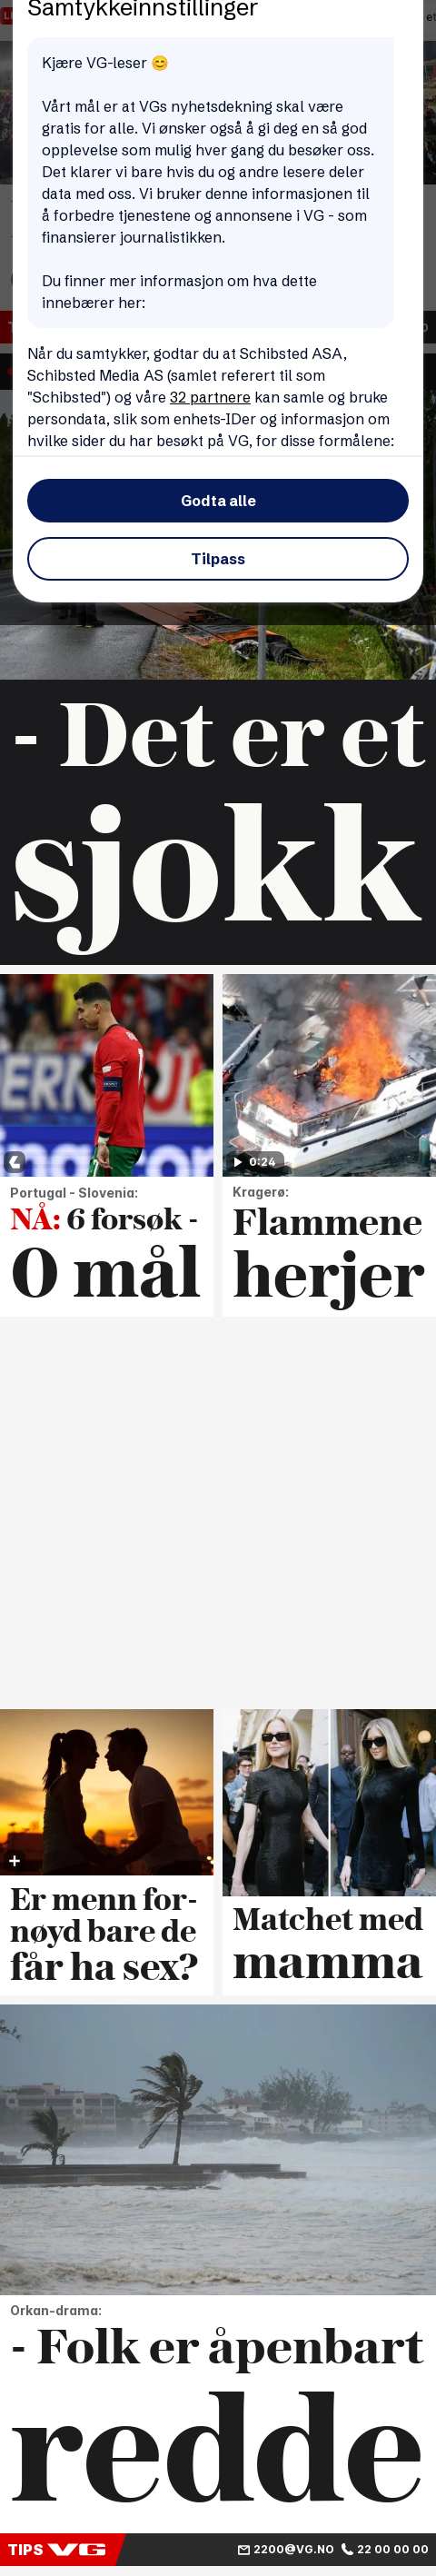 Samtykkeinnstillinger
Kjære VG-leser 😊
Vårt mål er at VGs nyhetsdekning skal være
gratis for alle. Vi ønsker også å gi deg en så god
opplevelse som mulig hver gang du besøker oss.
Det klarer vi bare hvis du og andre lesere deler
data med oss. Vi bruker denne informasjonen til
å forbedre tjenestene og annonsene i VG - som
finansierer journalistikken.
Du finner mer informasjon om hva dette
innebærer her:
Når du samtykker, godtar du at Schibsted ASA,
Schibsted Media AS (samlet referert til som
"Schibsted") og våre 32 partnere kan samle og bruke
persondata, slik som enhets-IDer og informasjon om
hvilke sider du har besøkt på VG, for disse formålene:
Godta alle
Tilpass
- Det er et
sjokk
0:24
Portugal - Slovenia:
NÅ: 6 forsøk -
0 mål
Kragerø:
Flammene
herjer
Er menn for-
nøyd bare de
får ha sex?
Matchet med
mamma
Orkan-drama:
- Folk er åpenbart
redde
TIPS VG 2200@VG.NO 22 00 00 00